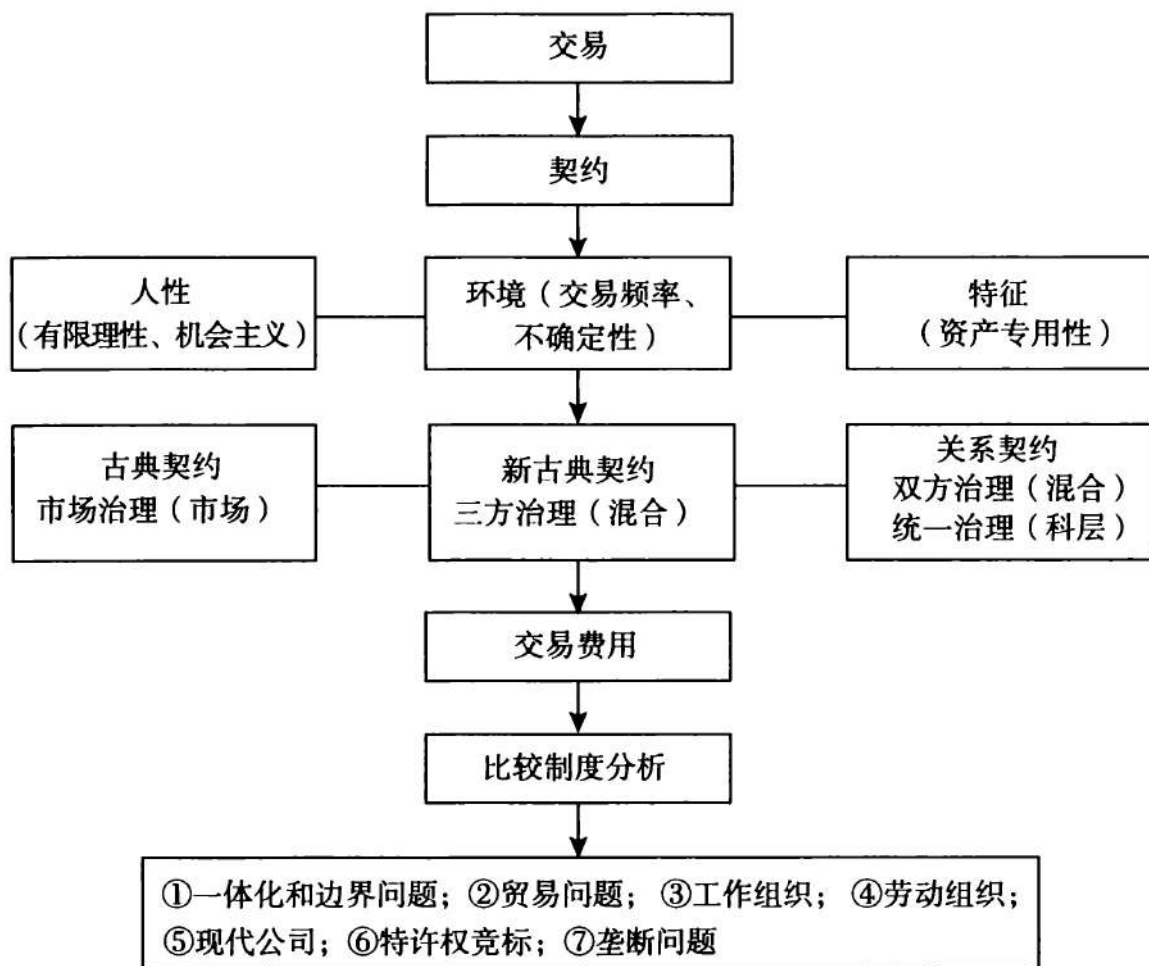 交易
契约
人性
(有限理性、机会主义)
环境(交易频率、
不确定性)
特征
(资产专用性)
古典契约
市场治理(市场)
新古典契约
三方治理(混合)
关系契约
双方治理(混合)
统一治理(科层)
交易费用
比较制度分析
①一体化和边界问题；②贸易问题；③工作组织；④劳动组织；
⑤现代公司；⑥特许权竞标；⑦垄断问题